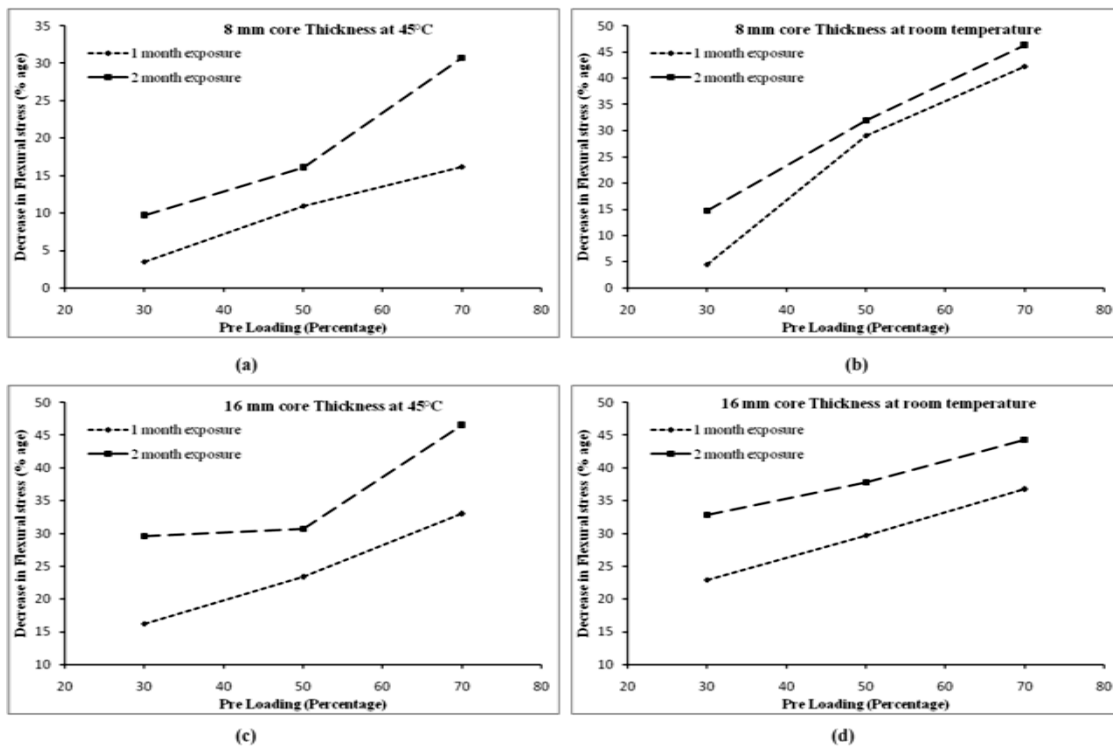 8 mm core Thickness at 45°C
1 month exposure
2 month exposure
Decrease in Flexural stress (% age)
35
30
25
20
15
10
5
0
20 30 40 50 60 70 80
Pre Loading (Percentage)
(a)
8 mm core Thickness at room temperature
1 month exposure
2 month exposure
Decrease in Flexural stress (% age)
50
45
40
35
30
25
20
15
10
5
0
20 30 40 50 60 70 80
Pre Loading (Percentage)
(b)
16 mm core Thickness at 45°C
1 month exposure
2 month exposure
Decrease in Flexural stress (% age)
50
45
40
35
30
25
20
15
10
20 30 40 50 60 70 80
Pre Loading (Percentage)
(c)
16 mm core Thickness at room temperature
1 month exposure
2 month exposure
Decrease in Flexural stress (% age)
50
45
40
35
30
25
20
15
10
20 30 40 50 60 70 80
Pre Loading (Percentage)
(d)